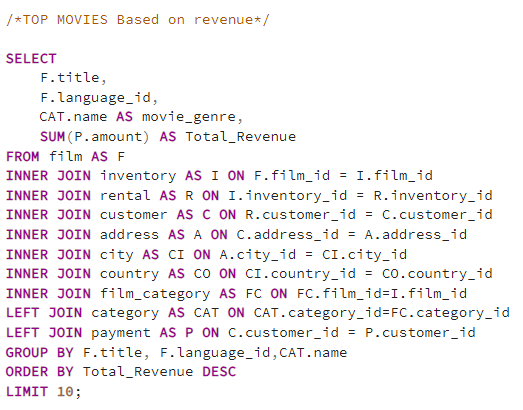 /*TOP MOVIES Based on revenue*/
SELECT
F.title,
F.language_id,
CAT.name AS movie_genre,
SUM(P.amount) AS Total_Revenue
FROM film AS F
INNER JOIN inventory AS I ON F.film_id = I.film_id
INNER JOIN rental AS R ON I.inventory_id = R.inventory_id
INNER JOIN customer AS C ON R.customer_id = C.customer_id
INNER JOIN address AS A ON C.address_id = A.address_id
INNER JOIN city AS CI ON A.city_id = CI.city_id
INNER JOIN country AS CO ON CI.country_id = CO.country_id
INNER JOIN film_category AS FC ON FC.film_id=I.film_id
LEFT JOIN category AS CAT ON CAT.category_id=FC.category_id
LEFT JOIN payment AS P ON C.customer_id = P.customer_id
GROUP BY F.title, F.language_id,CAT.name
ORDER BY Total_Revenue DESC
LIMIT 10;